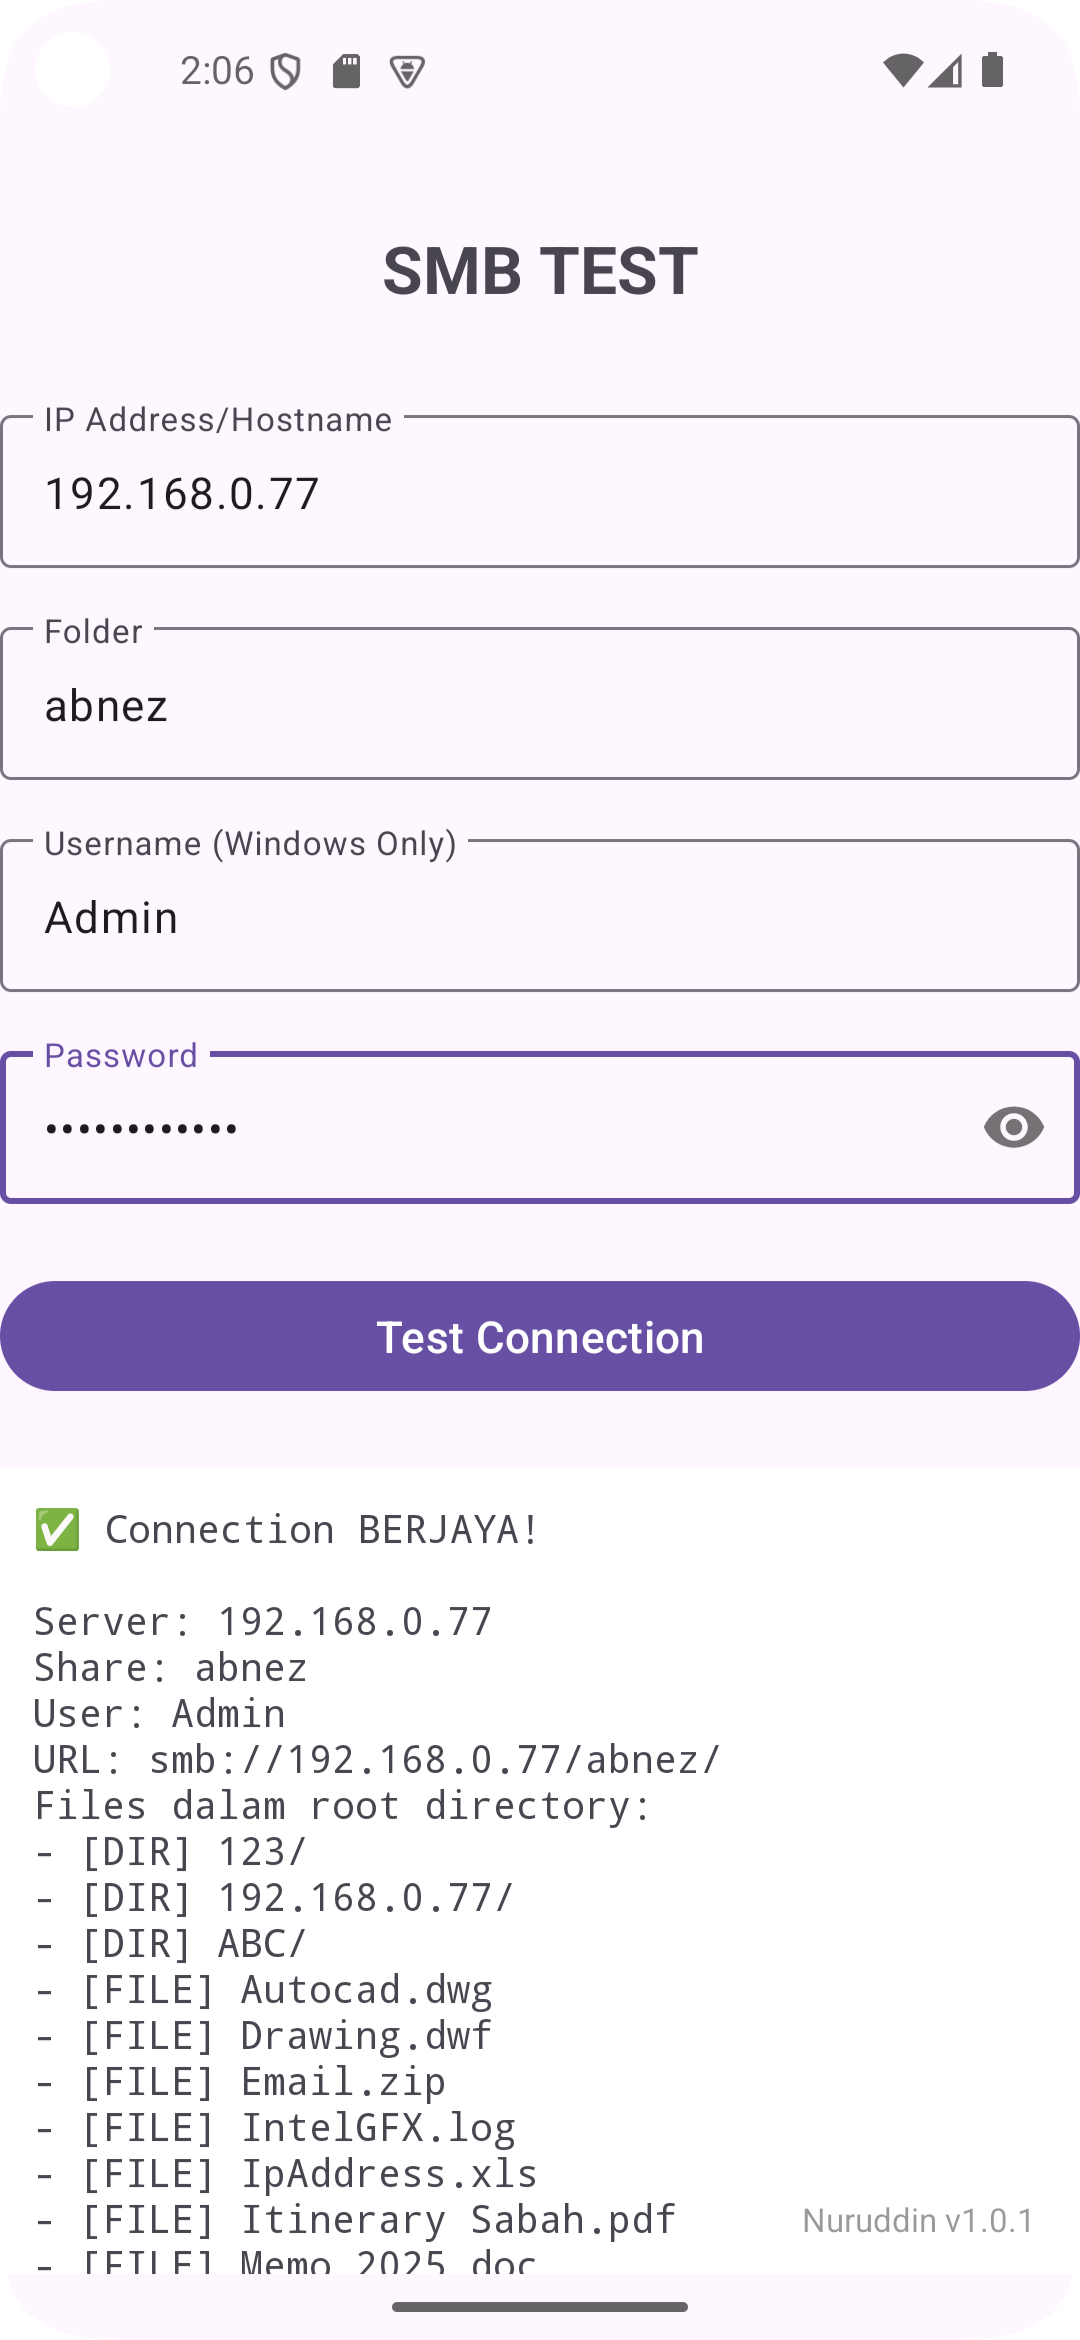 2:06
SMB TEST
IP Address/Hostname
192.168.0.77
Folder
abnez
Username (Windows Only)
Admin
Password
••••••••••••
Test Connection
✅ Connection BERJAYA!
Server: 192.168.0.77
Share: abnez
User: Admin
URL: smb://192.168.0.77/abnez/
Files dalam root directory:
- [DIR] 123/
- [DIR] 192.168.0.77/
- [DIR] ABC/
- [FILE] Autocad.dwg
- [FILE] Drawing.dwf
- [FILE] Email.zip
- [FILE] IntelGFX.log
- [FILE] IpAddress.xls
- [FILE] Itinerary Sabah.pdf
Nuruddin v1.0.1
- [FILE] Memo 2025.doc